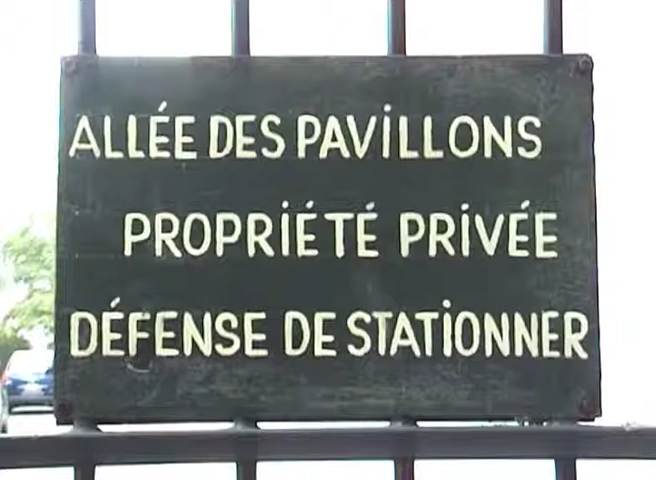 ALLÉE DES PAVILLONS
PROPRIÉTÉ PRIVÉE
DÉFENSE DE STATIONNER